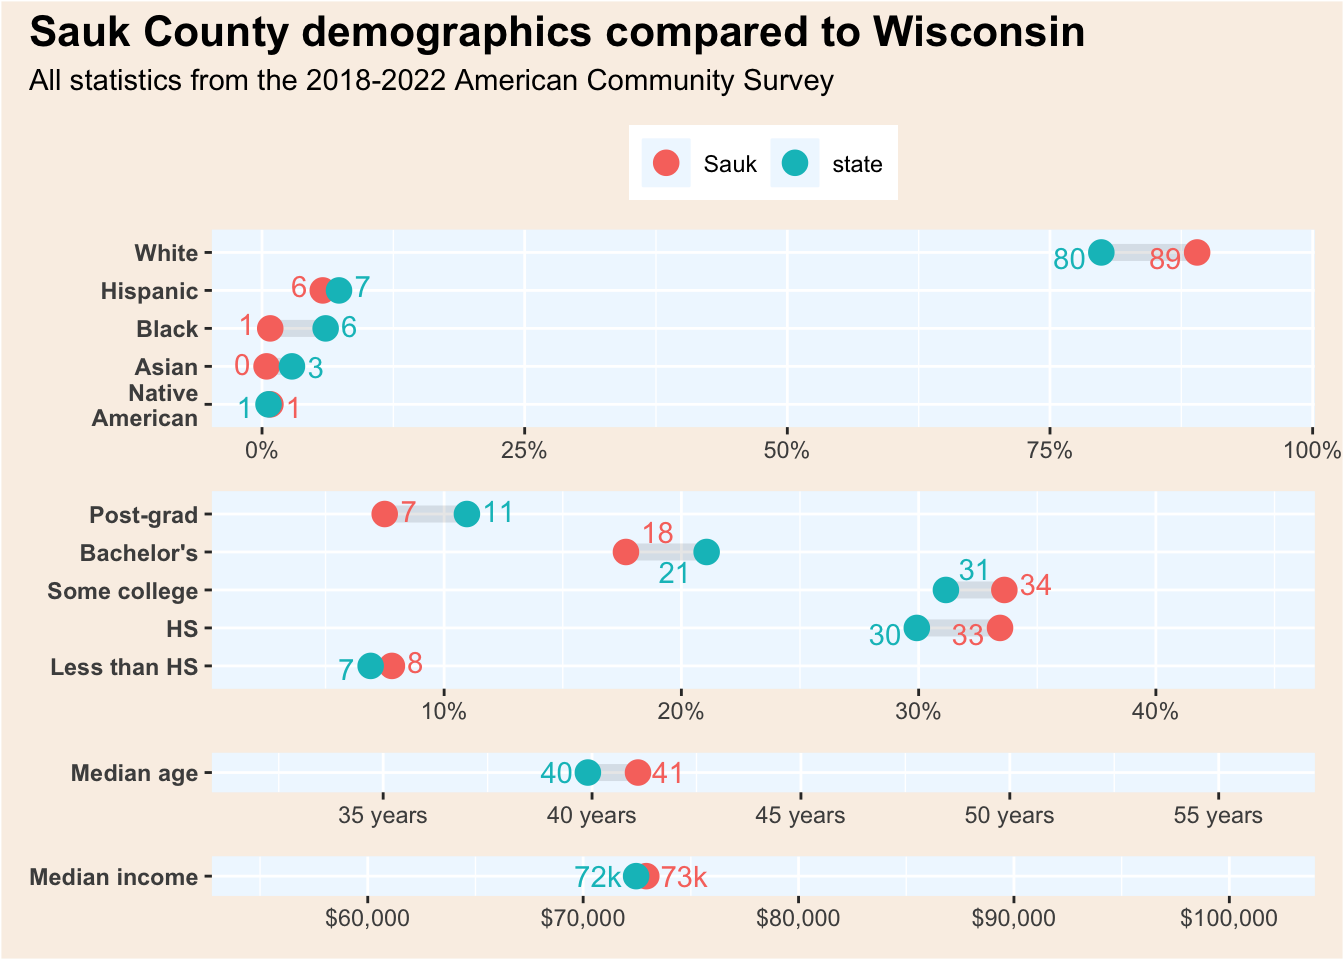 Sauk County demographics compared to Wisconsin
All statistics from the 2018-2022 American Community Survey
Sauk state
White 80 89
Hispanic 6 7
Black 1 6
Asian 0 3
Native
American 1 1
0% 25% 50% 75% 100%
Post-grad 7 11
Bachelor's 18 21
Some college 31 34
HS 30 33
Less than HS 7 8
10% 20% 30% 40%
Median age 40 41
35 years 40 years 45 years 50 years 55 years
Median income 72k 73k
$60,000 $70,000 $80,000 $90,000 $100,000